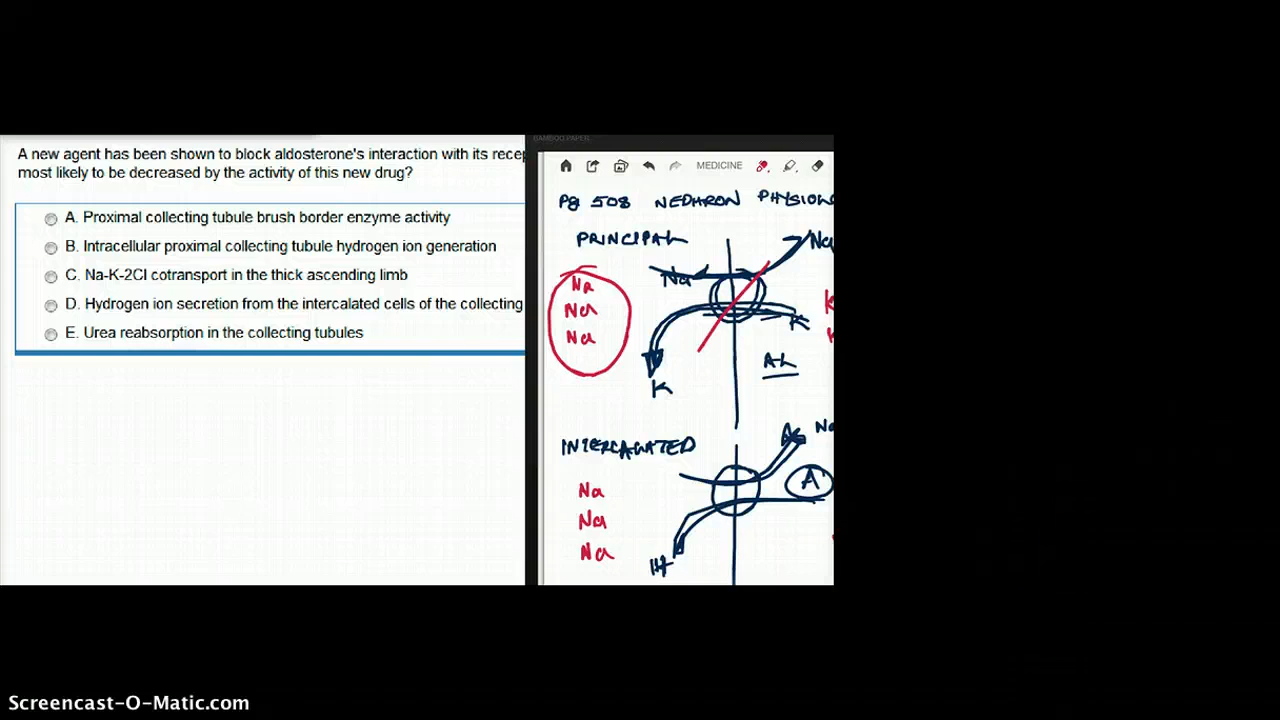 BAMBOO PAPER
A new agent has been shown to block aldosterone's interaction with its recep
most likely to be decreased by the activity of this new drug?
A. Proximal collecting tubule brush border enzyme activity
B. Intracellular proximal collecting tubule hydrogen ion generation
C. Na-K-2Cl cotransport in the thick ascending limb
D. Hydrogen ion secretion from the intercalated cells of the collecting
E. Urea reabsorption in the collecting tubules
MEDICINE
Pg 508 NEPHRON PHYSIOLO
PRINCIPAL
Na
Na
Na
Na
Na
K
K
INTERCALATED
Na
A
Na
Na
Na
H+
Screencast-O-Matic.com